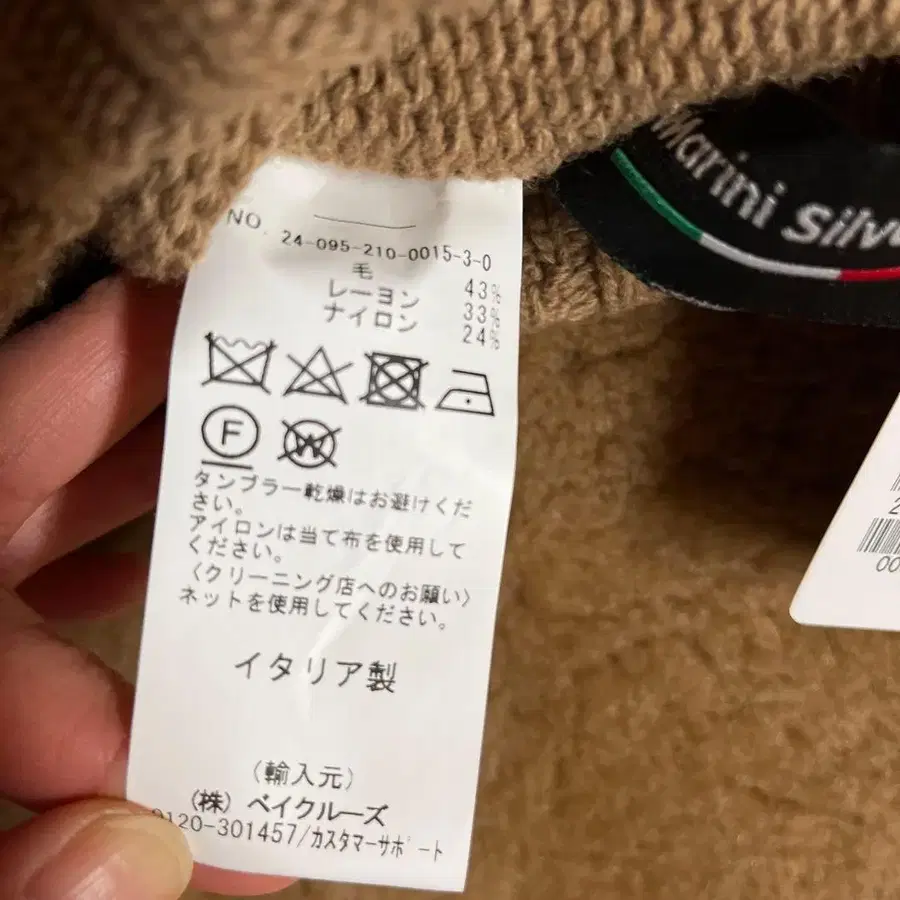 NO. 24-095-210-0015-3-0
毛 43%
レーヨン 33%
ナイロン 24%
F
W
タンブラー乾燥はお避けくだ
さい。
アイロンは当て布を使用して
ください。
〈クリーニング店へのお願い〉
ネットを使用してください。
イタリア製
(輸入元)
(株) ベイクルーズ
0120-301457/カスタマーサポート
Marini Silv
2
00